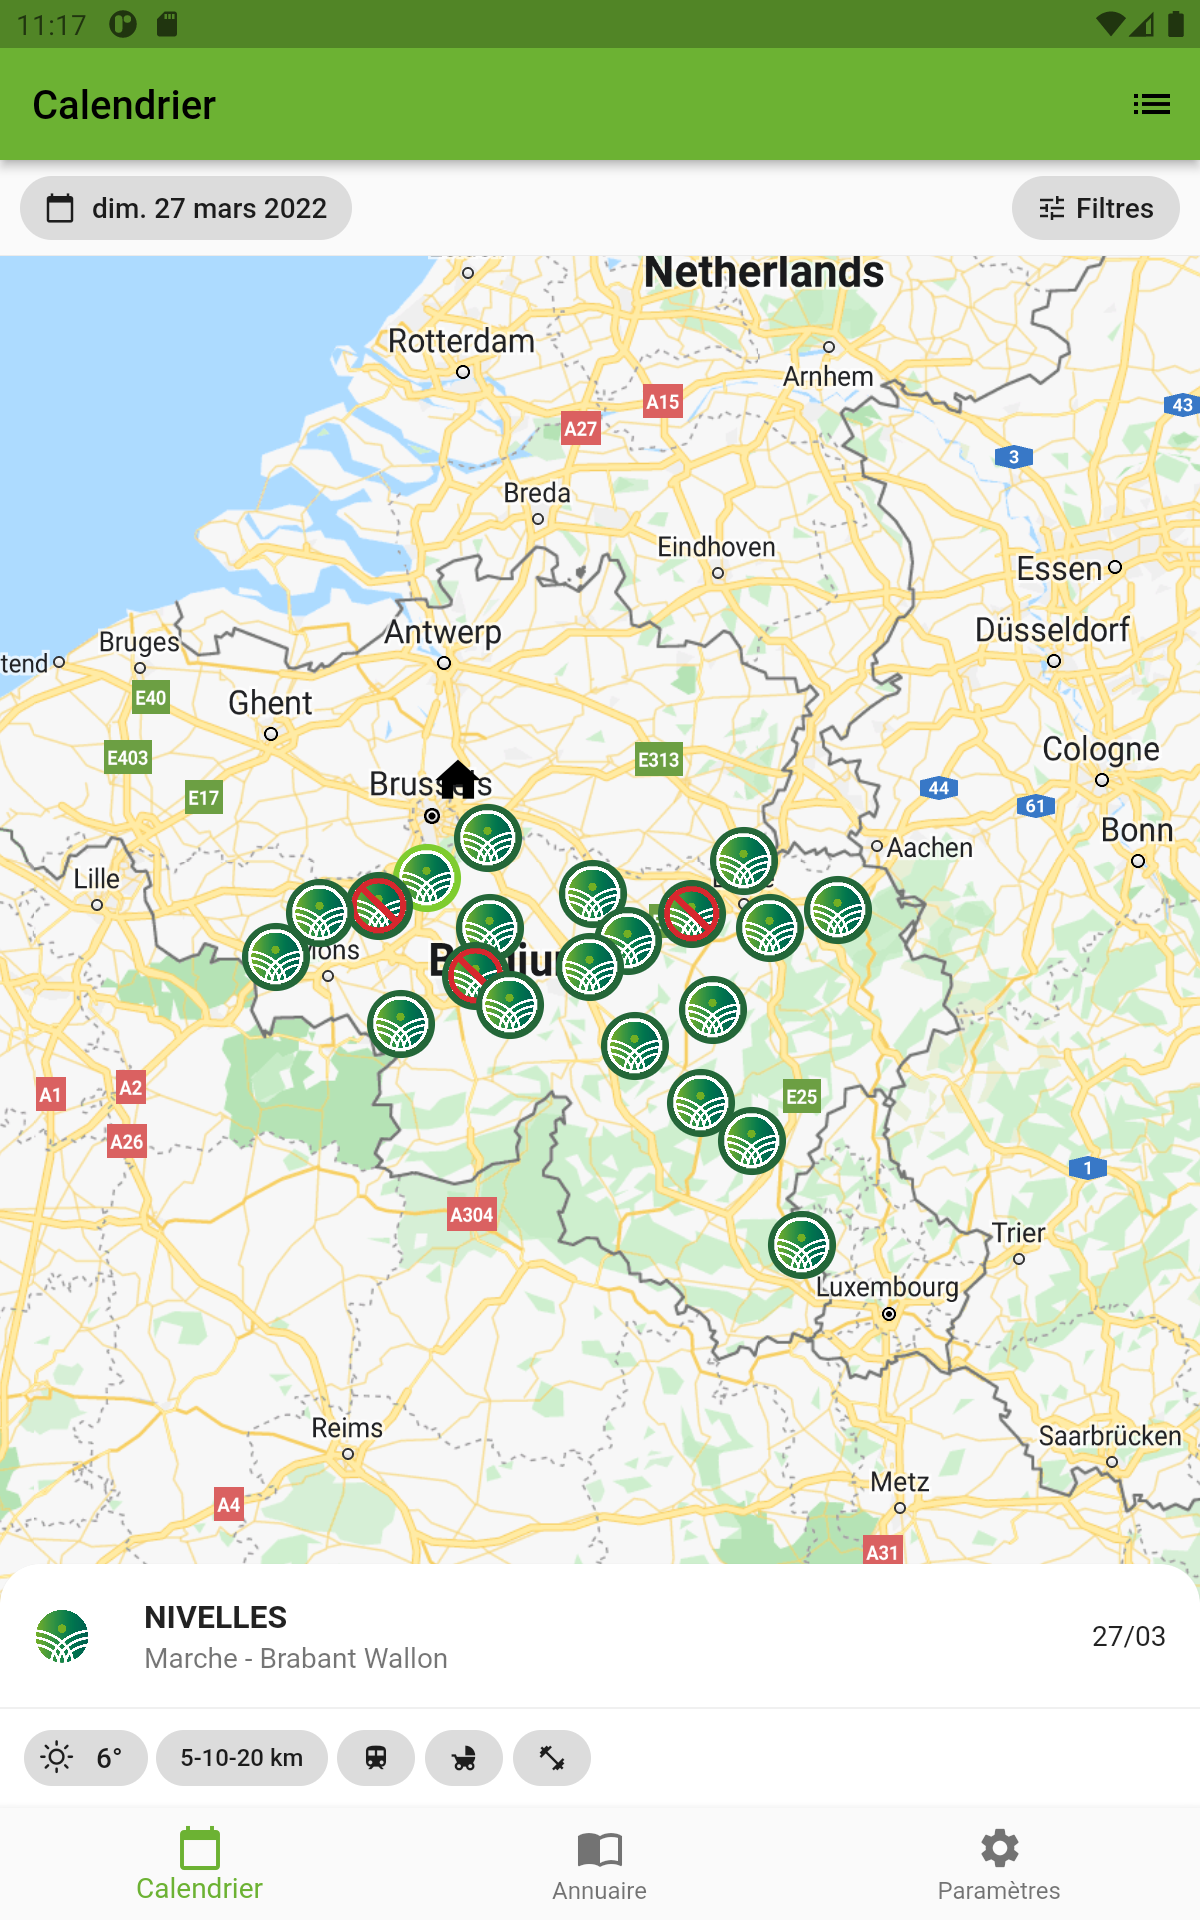 11:17
Calendrier
dim. 27 mars 2022
Filtres
Netherlands
Rotterdam
Arnhem
A15
43
A27
3
Breda
Eindhoven
Essen
Antwerp
Düsseldorf
Bruges
tend
E40
Ghent
Cologne
E403
E313
Brussels
44
E17
61
Bonn
Aachen
Lille
Mons
Belgium
A1
A2
E25
A26
1
A304
Trier
Luxembourg
Reims
Saarbrücken
Metz
A4
A31
NIVELLES
Marche - Brabant Wallon
27/03
6°
5-10-20 km
Calendrier
Annuaire
Paramètres